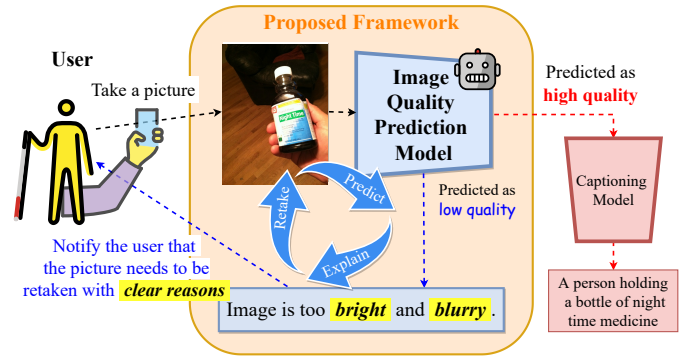 Proposed Framework
User
Take a picture
Night Time
Image
Quality
Prediction
Model
Predicted as
high quality
Captioning
Model
Predicted as
low quality
Retake
Predict
Explain
Notify the user that
the picture needs to be
retaken with clear reasons
Image is too bright and blurry.
A person holding
a bottle of night
time medicine